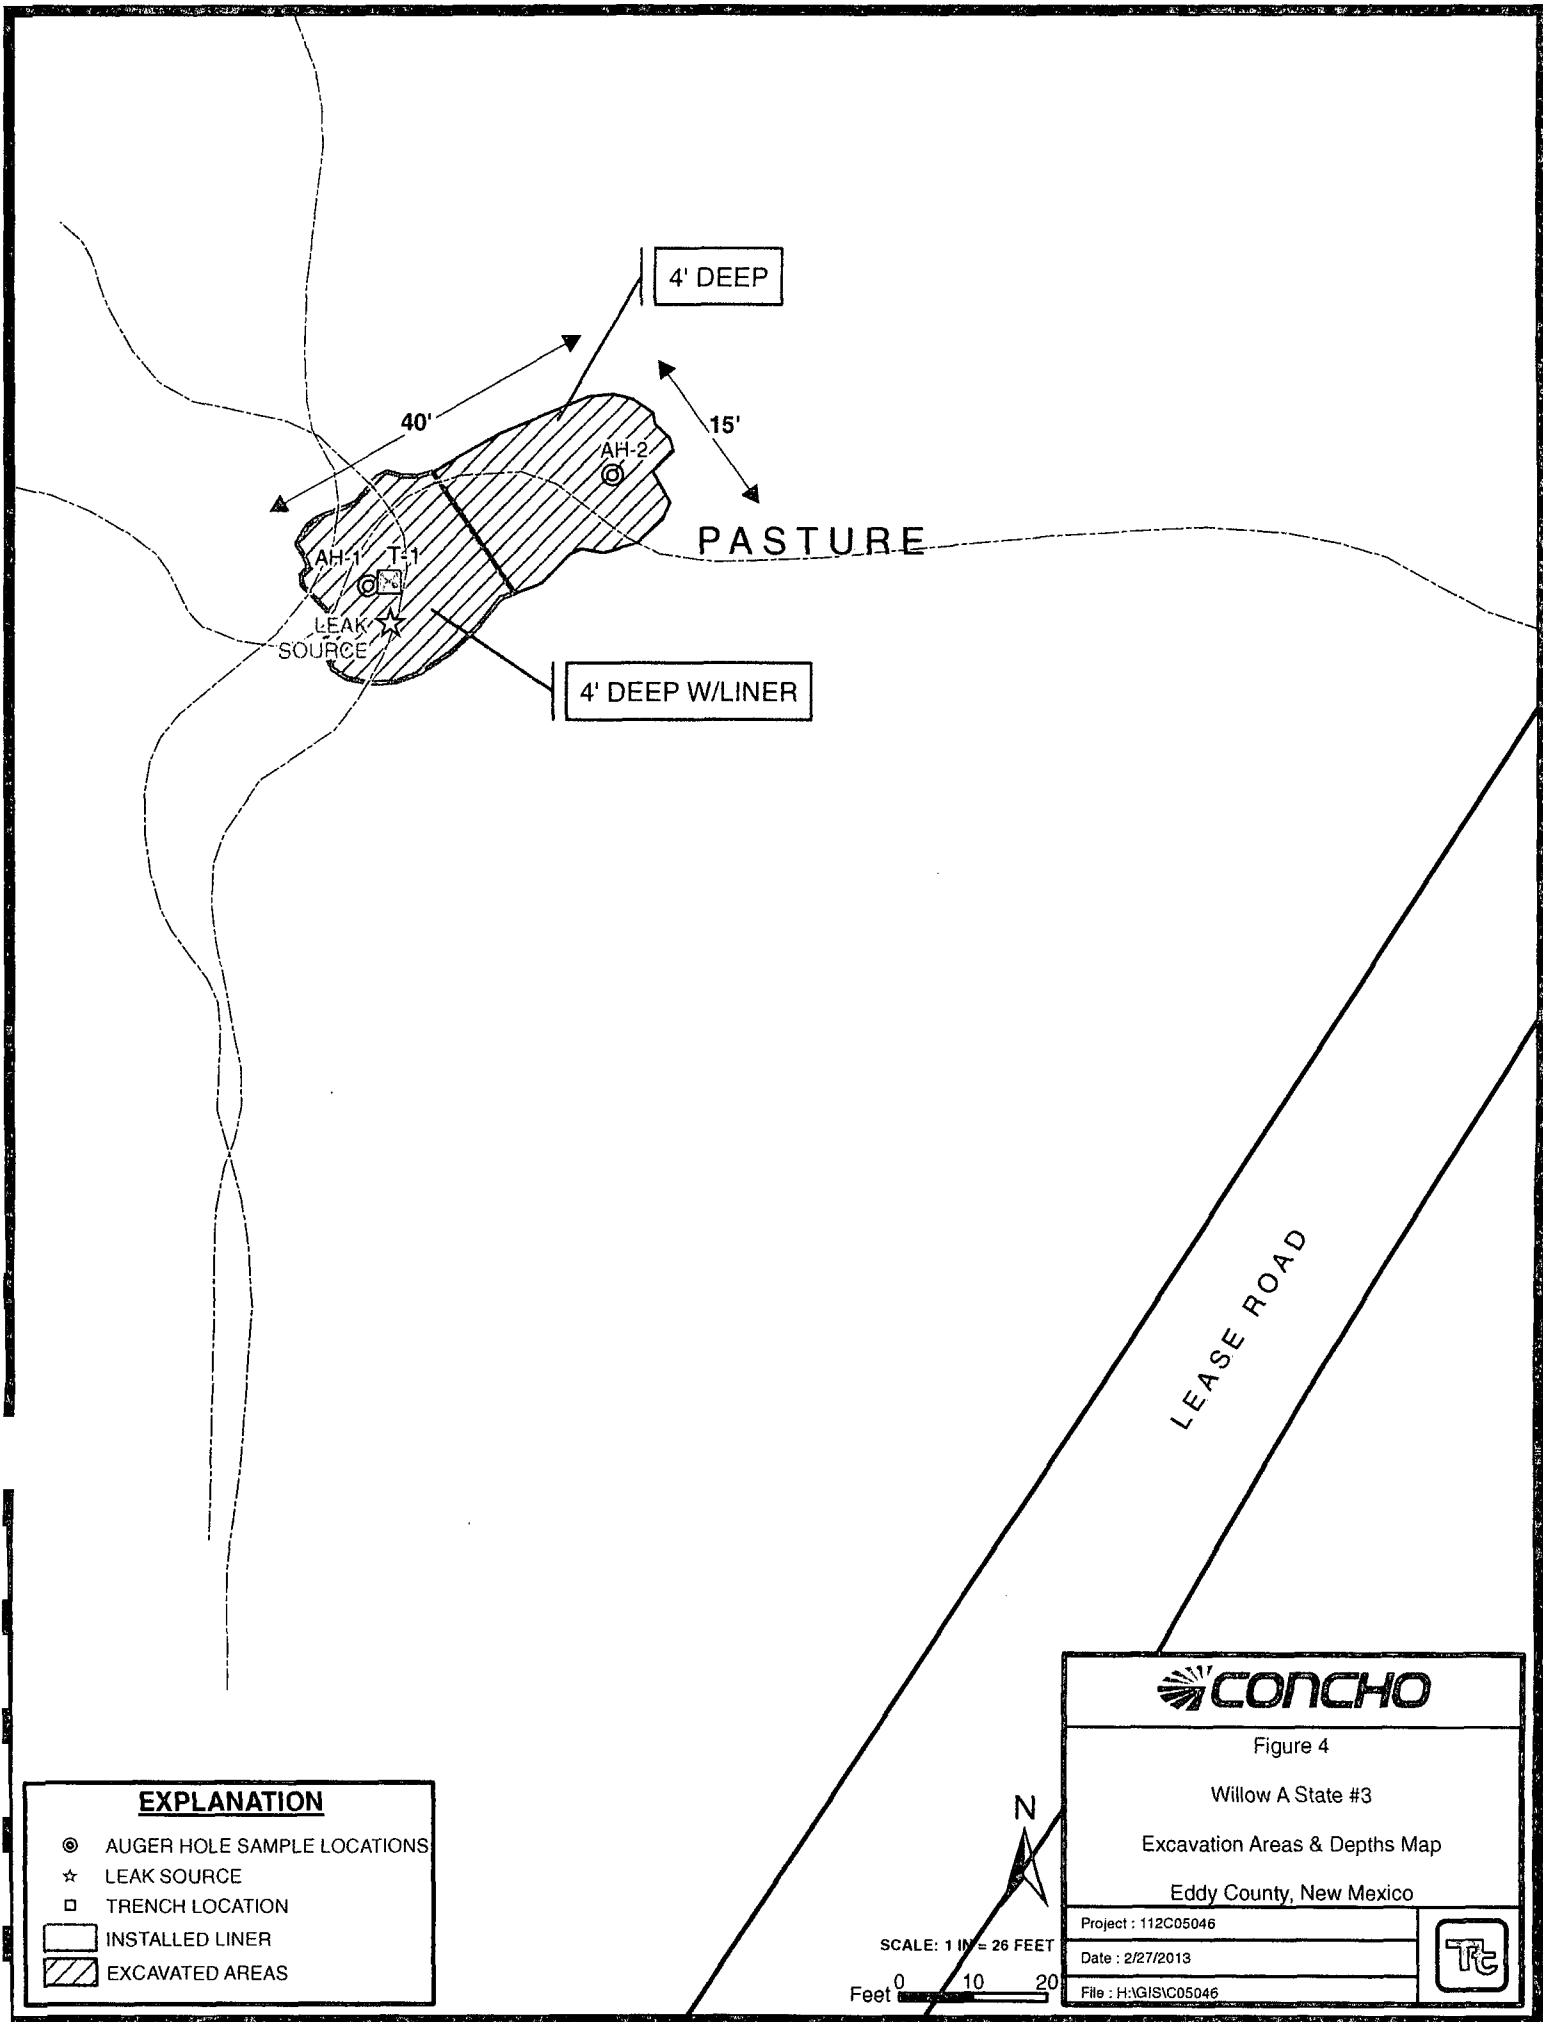 4' DEEP
40'
15'
AH-2
PASTURE
AH-1 T-1
LEAK
SOURCE
4' DEEP W/LINER
LEASE ROAD
CONCHO
Figure 4
Willow A State #3
Excavation Areas & Depths Map
Eddy County, New Mexico
Project : 112C05046
Date : 2/27/2013
File : H:\GIS\C05046
Tt
N
SCALE: 1 IN = 26 FEET
Feet 0 10 20
EXPLANATION
AUGER HOLE SAMPLE LOCATIONS
LEAK SOURCE
TRENCH LOCATION
INSTALLED LINER
EXCAVATED AREAS